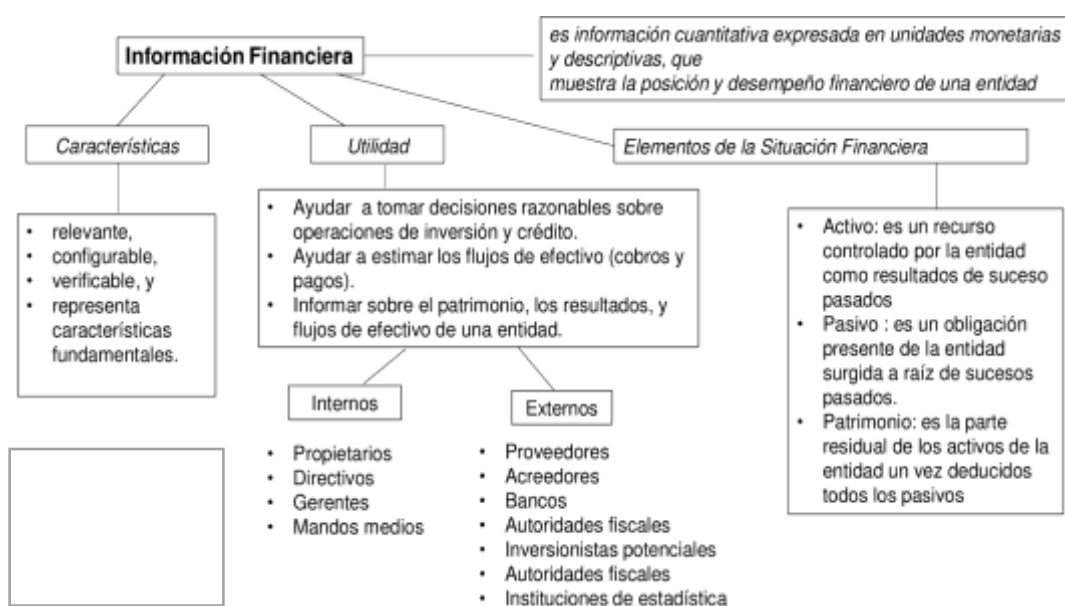 Información Financiera
es información cuantitativa expresada en unidades monetarias
y descriptivas, que
muestra la posición y desempeño financiero de una entidad
Características
Utilidad
Elementos de la Situación Financiera
• relevante,
• configurable,
• verificable, y
• representa
características
fundamentales.
• Ayudar a tomar decisiones razonables sobre
operaciones de inversión y crédito.
• Ayudar a estimar los flujos de efectivo (cobros y
pagos).
• Informar sobre el patrimonio, los resultados, y
flujos de efectivo de una entidad.
• Activo: es un recurso
controlado por la entidad
como resultados de suceso
pasados
• Pasivo : es un obligación
presente de la entidad
surgida a raíz de sucesos
pasados.
• Patrimonio: es la parte
residual de los activos de la
entidad un vez deducidos
todos los pasivos
Internos
• Propietarios
• Directivos
• Gerentes
• Mandos medios
Externos
• Proveedores
• Acreedores
• Bancos
• Autoridades fiscales
• Inversionistas potenciales
• Autoridades fiscales
• Instituciones de estadística